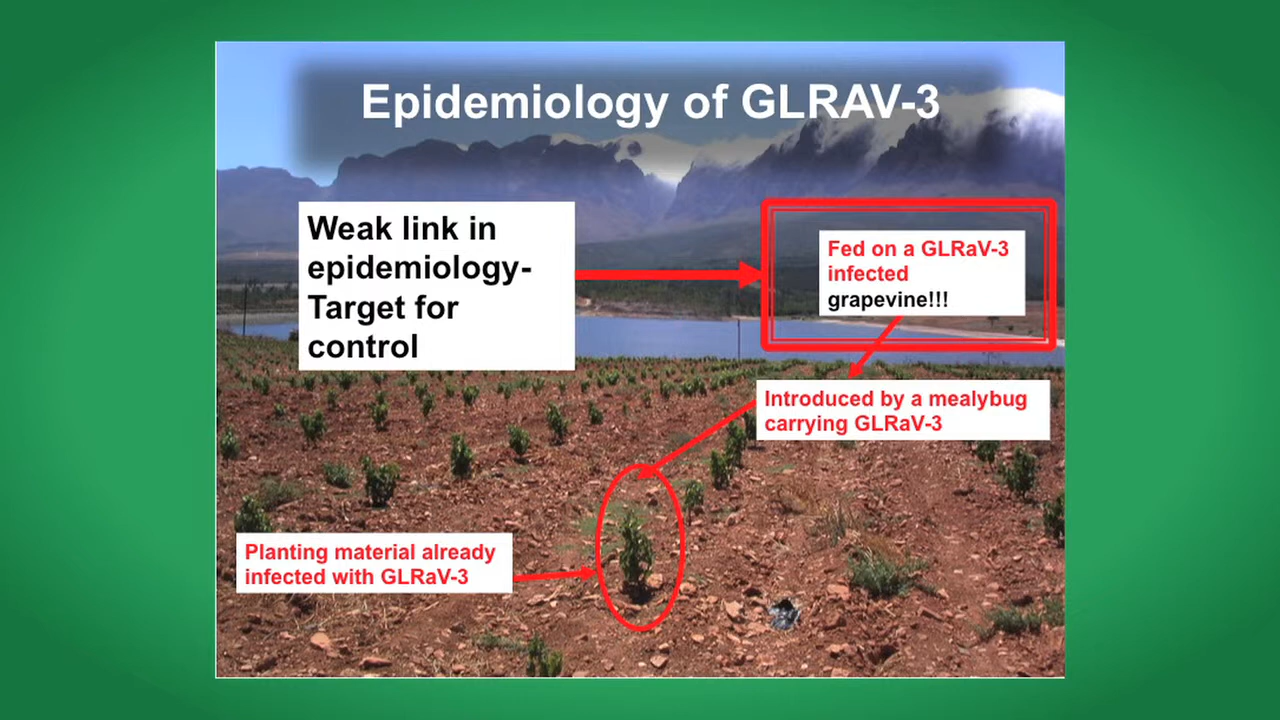 Epidemiology of GLRAV-3
Weak link in
epidemiology-
Target for
control
Fed on a GLRaV-3
infected
grapevine!!!
Introduced by a mealybug
carrying GLRaV-3
Planting material already
infected with GLRaV-3